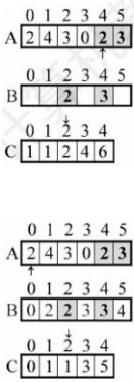 0 1 2 3 4 5
A 2 4 3 0 2 3
0 1 2 3 4 5
B 2 3
0 1 2 3 4
C 1 1 2 4 6
0 1 2 3 4 5
A 2 4 3 0 2 3
0 1 2 3 4 5
B 0 2 2 3 3 4
0 1 2 3 4
C 0 1 1 3 5